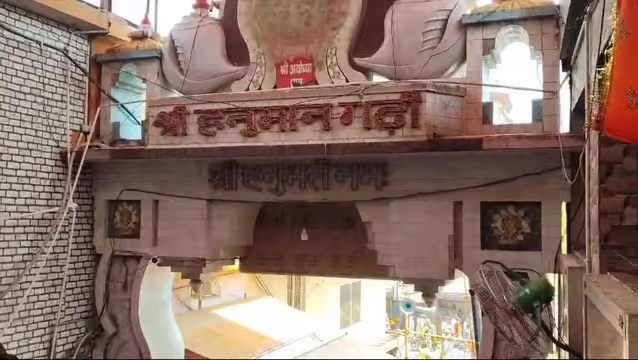 श्री अयोध्या
धाम
श्री हनुमान गढ़ी
श्री हनुमते नमः